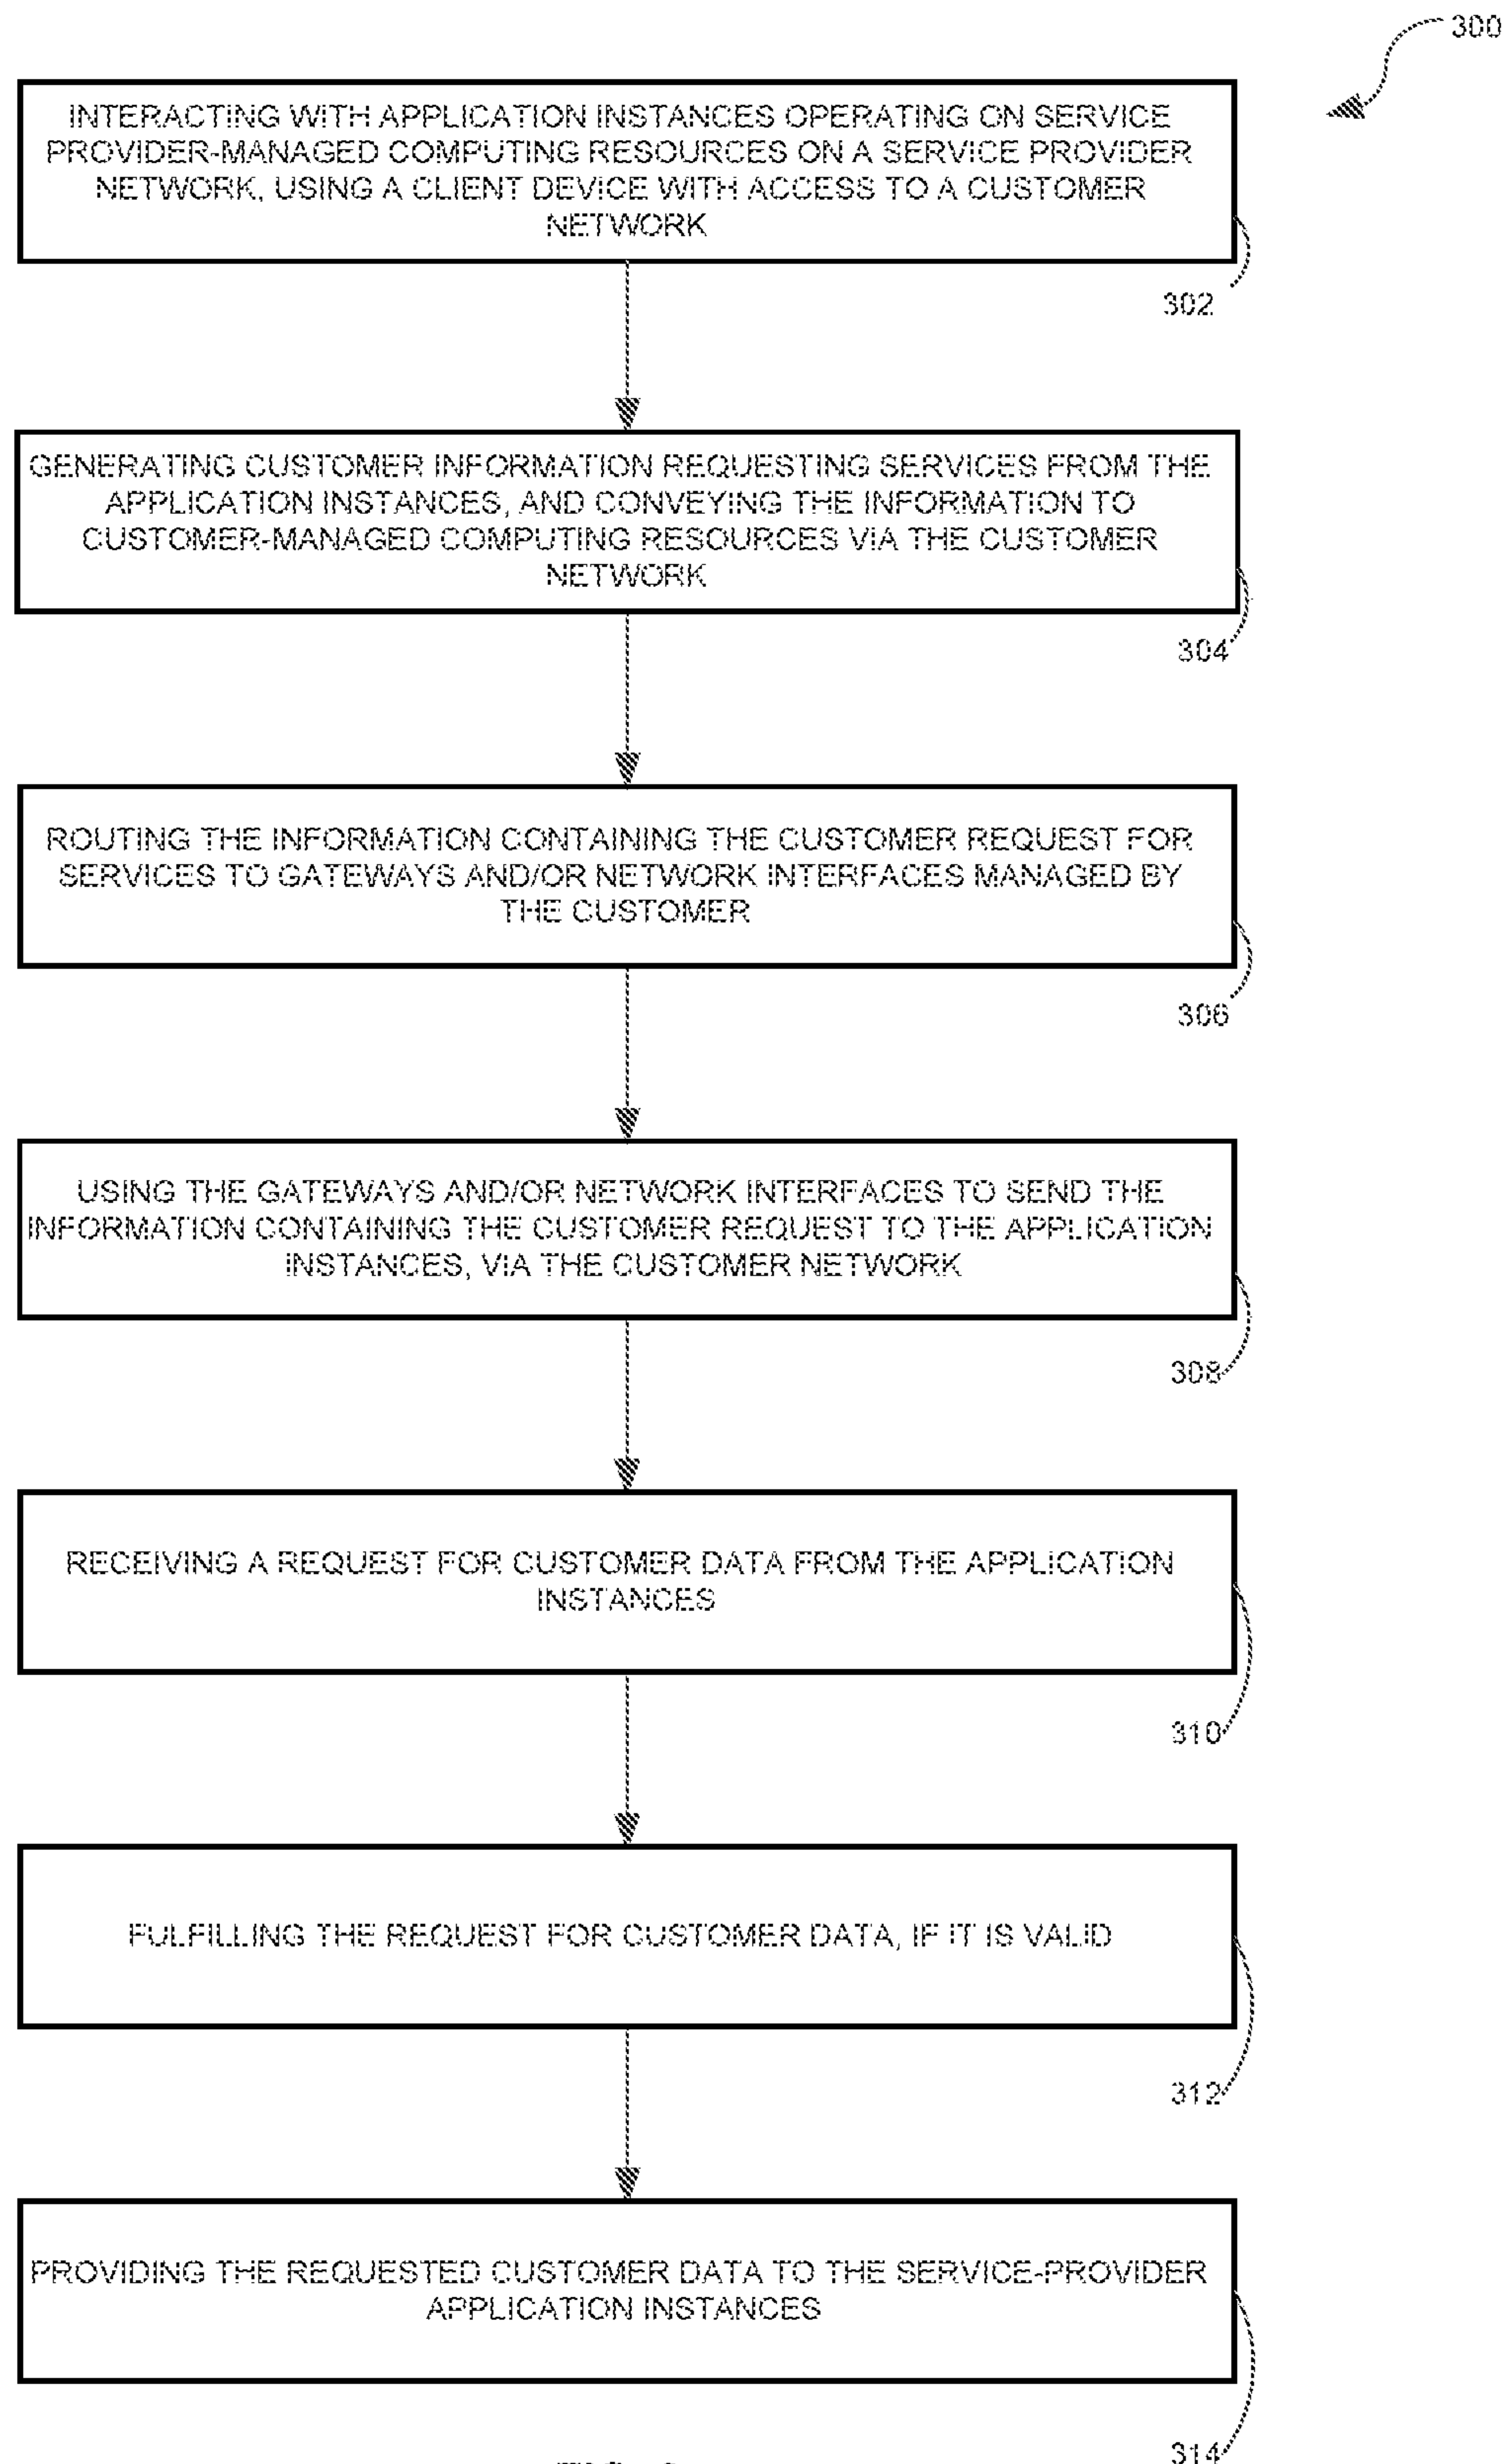 300
INTERACTING WITH APPLICATION INSTANCES OPERATING ON SERVICE
PROVIDER-MANAGED COMPUTING RESOURCES ON A SERVICE PROVIDER
NETWORK, USING A CLIENT DEVICE WITH ACCESS TO A CUSTOMER
NETWORK
302
GENERATING CUSTOMER INFORMATION REQUESTING SERVICES FROM THE
APPLICATION INSTANCES, AND CONVEYING THE INFORMATION TO
CUSTOMER-MANAGED COMPUTING RESOURCES VIA THE CUSTOMER
NETWORK
304
ROUTING THE INFORMATION CONTAINING THE CUSTOMER REQUEST FOR
SERVICES TO GATEWAYS AND/OR NETWORK INTERFACES MANAGED BY
THE CUSTOMER
306
USING THE GATEWAYS AND/OR NETWORK INTERFACES TO SEND THE
INFORMATION CONTAINING THE CUSTOMER REQUEST TO THE APPLICATION
INSTANCES, VIA THE CUSTOMER NETWORK
308
RECEIVING A REQUEST FOR CUSTOMER DATA FROM THE APPLICATION
INSTANCES
310
FULFILLING THE REQUEST FOR CUSTOMER DATA, IF IT IS VALID
312
PROVIDING THE REQUESTED CUSTOMER DATA TO THE SERVICE-PROVIDER
APPLICATION INSTANCES
314